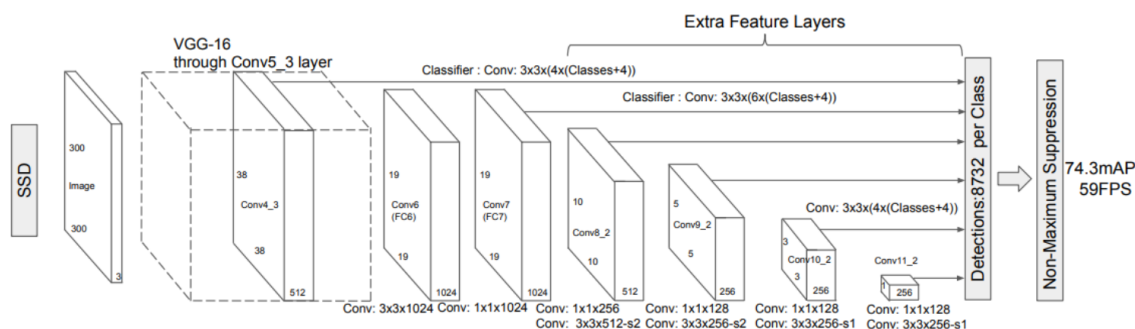 Extra Feature Layers
VGG-16
through Conv5_3 layer
Classifier : Conv: 3x3x(4x(Classes+4))
Classifier : Conv: 3x3x(6x(Classes+4))
SSD
300
Image
300
3
38
Conv4_3
38
512
19
Conv6
(FC6)
19
1024
19
Conv7
(FC7)
19
1024
10
Conv8_2
10
512
5
Conv9_2
5
256
Conv: 3x3x(4x(Classes+4))
3
Conv10_2
3
256
Conv11_2
1
256
Detections:8732 per Class
Non-Maximum Suppression
74.3mAP
59FPS
Conv: 3x3x1024
Conv: 1x1x1024
Conv: 1x1x256
Conv: 3x3x512-s2
Conv: 1x1x128
Conv: 3x3x256-s2
Conv: 1x1x128
Conv: 3x3x256-s1
Conv: 1x1x128
Conv: 3x3x256-s1